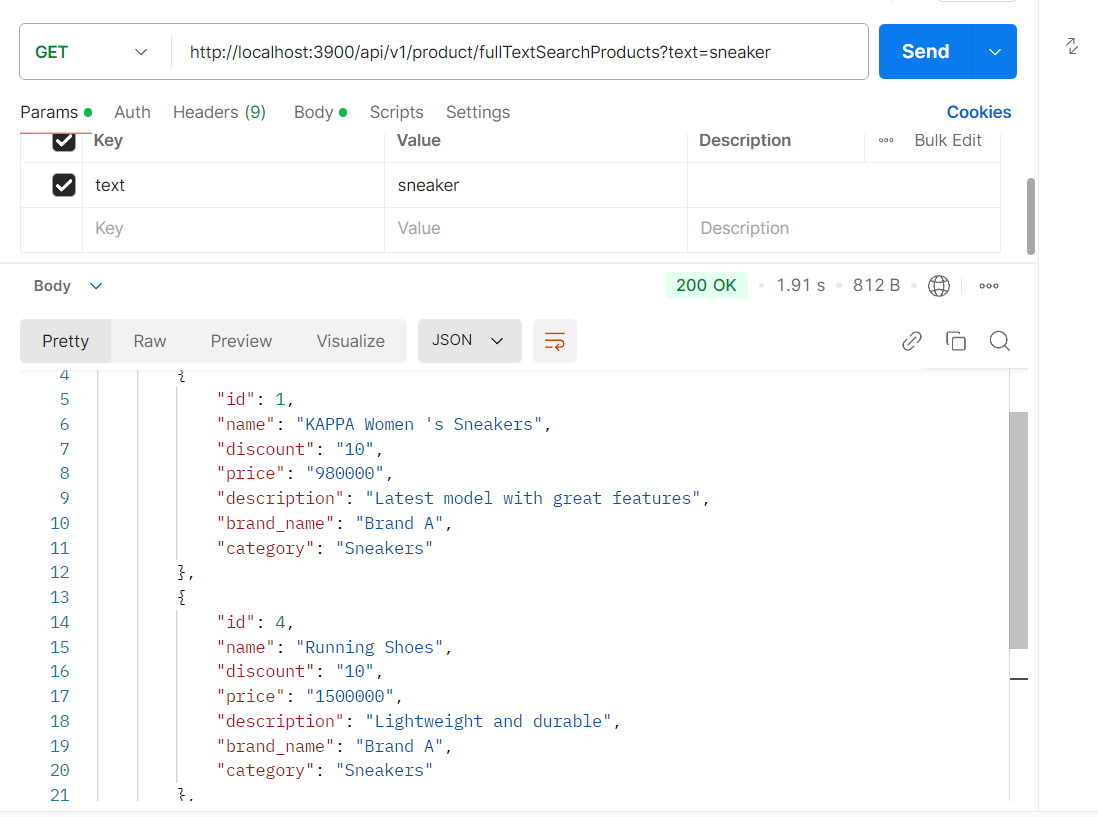 GET http://localhost:3900/api/v1/product/fullTextSearchProducts?text=sneaker Send
Params Auth Headers (9) Body Scripts Settings Cookies
Key Value Description Bulk Edit
text sneaker
Key Value Description
Body 200 OK 1.91 s 812 B
Pretty Raw Preview Visualize JSON
4 {
5 "id": 1,
6 "name": "KAPPA Women 's Sneakers",
7 "discount": "10",
8 "price": "980000",
9 "description": "Latest model with great features",
10 "brand_name": "Brand A",
11 "category": "Sneakers"
12 },
13 {
14 "id": 4,
15 "name": "Running Shoes",
16 "discount": "10",
17 "price": "1500000",
18 "description": "Lightweight and durable",
19 "brand_name": "Brand A",
20 "category": "Sneakers"
21 },